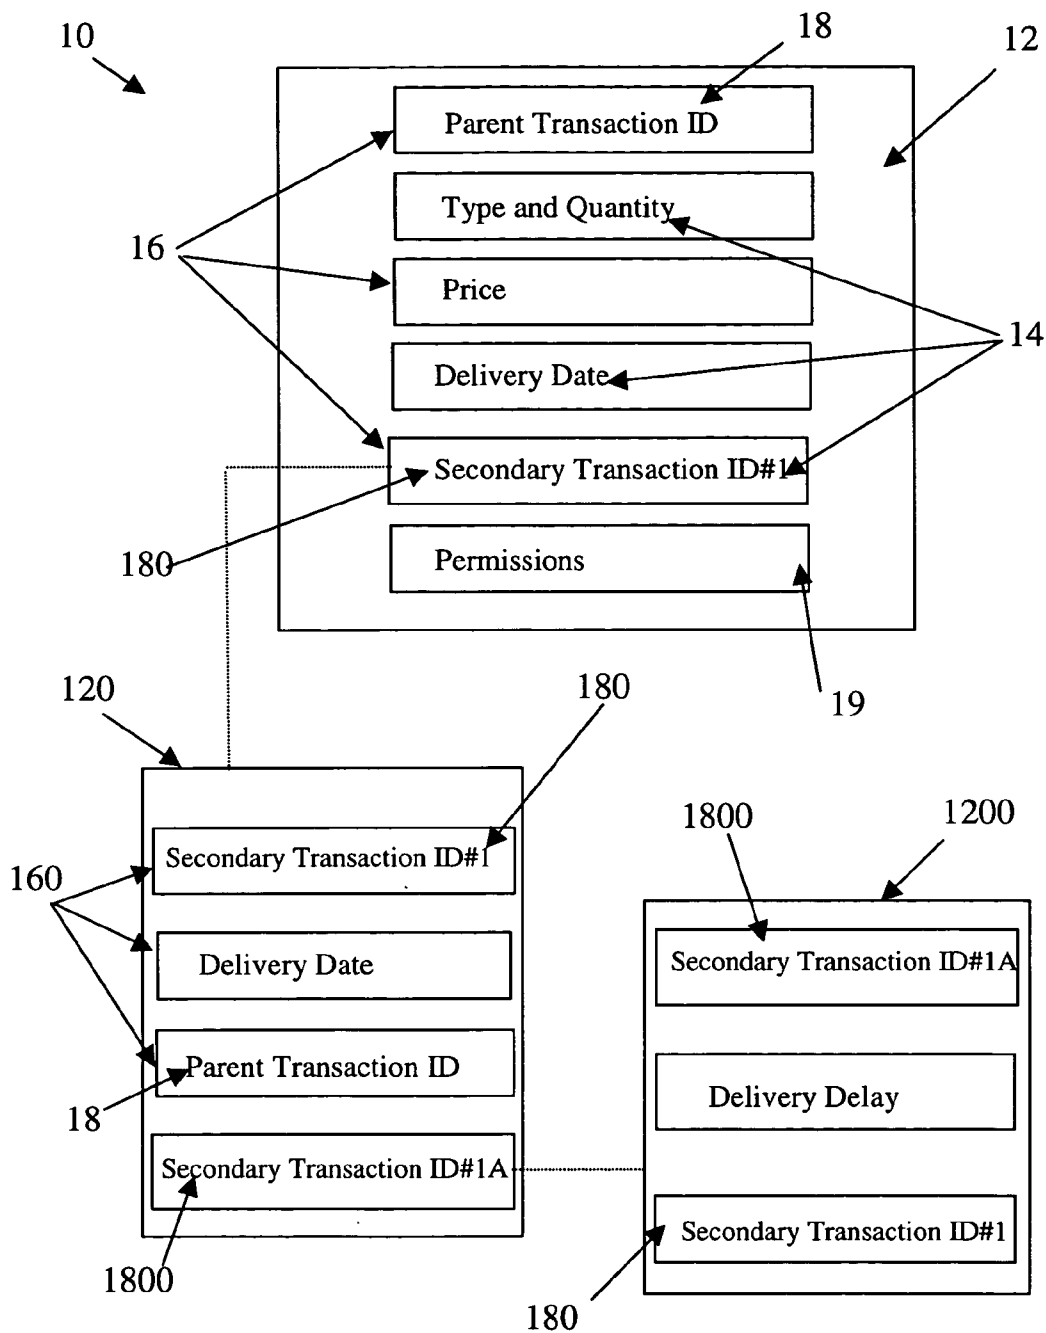 18
10
12
Parent Transaction ID
Type and Quantity
16
Price
14
Delivery Date
Secondary Transaction ID#1
180
Permissions
120
180
19
1800
1200
Secondary Transaction ID#1
160
Delivery Date
Secondary Transaction ID#1A
Parent Transaction ID
Delivery Delay
18
Secondary Transaction ID#1A
Secondary Transaction ID#1
1800
180